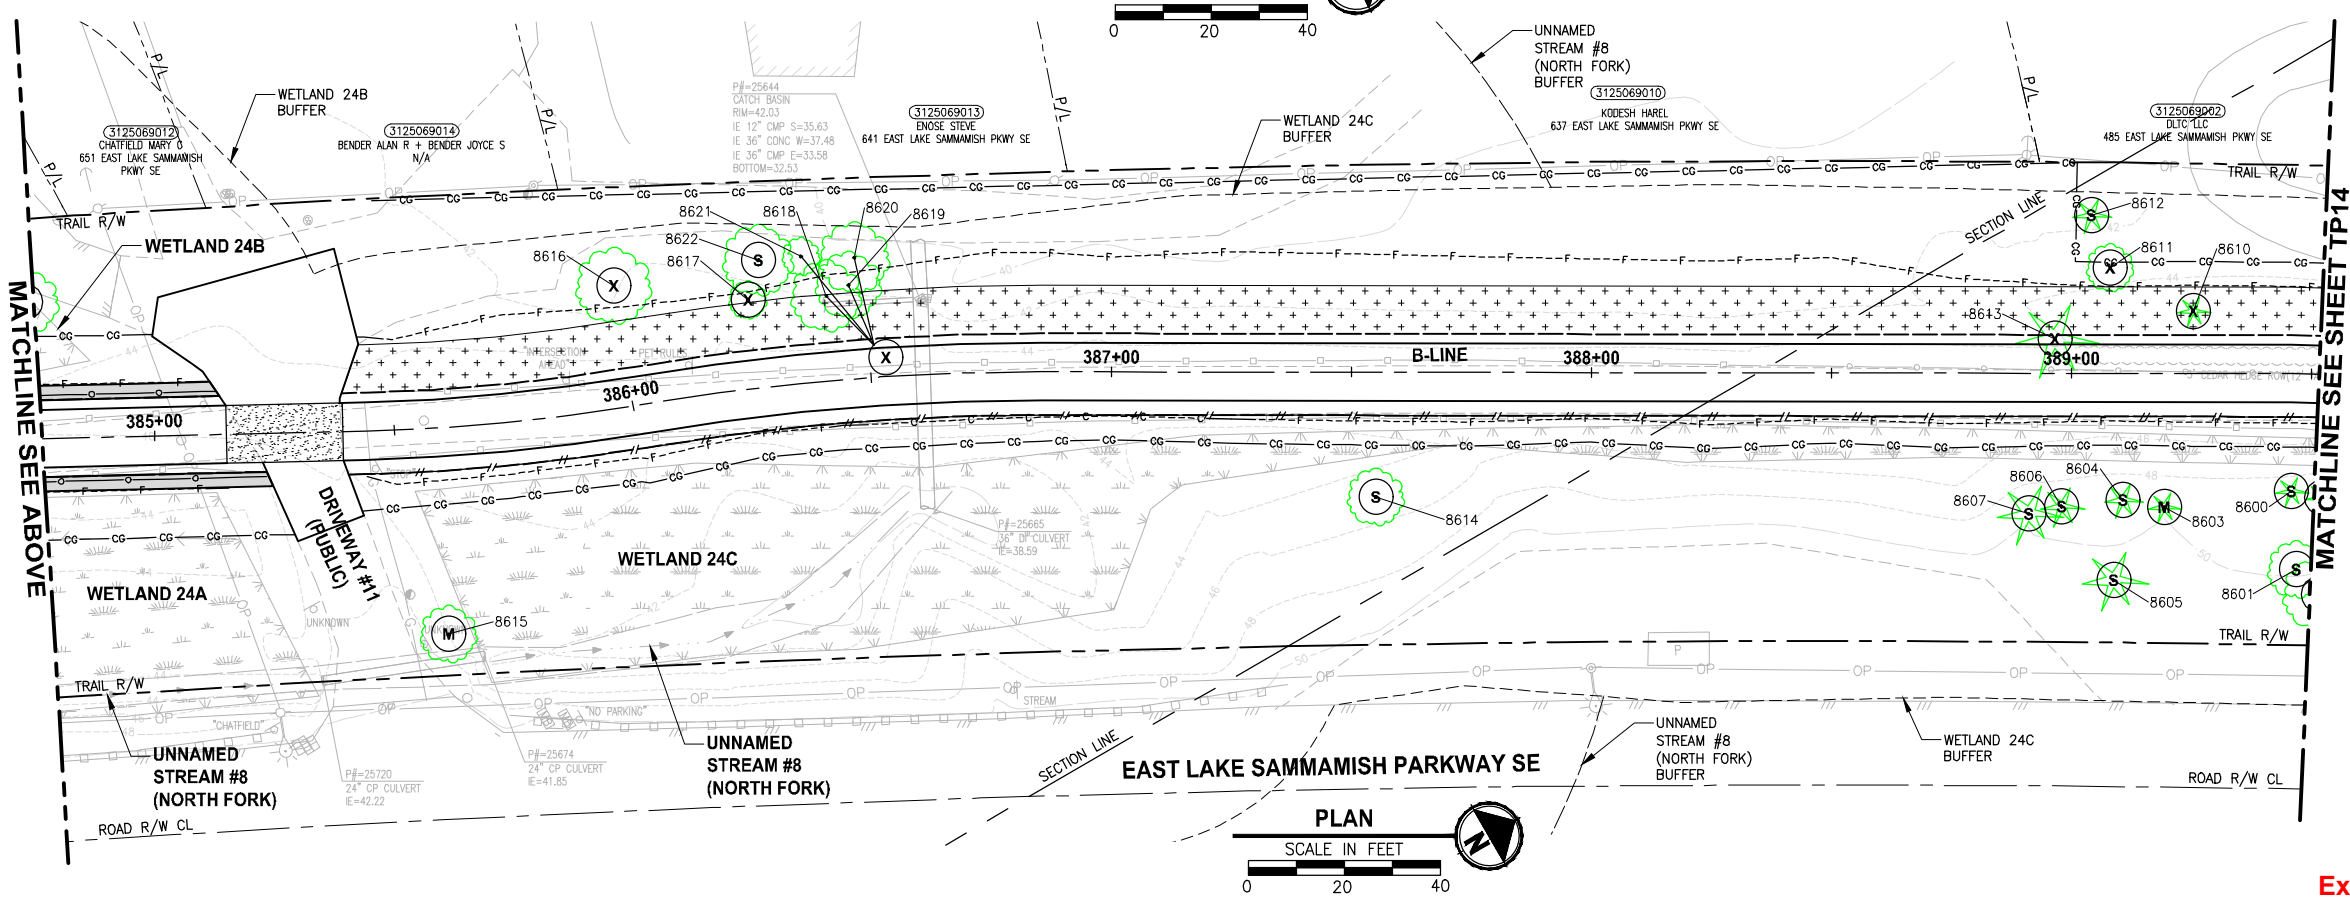 0 20 40
P/L
WETLAND 24B
BUFFER
3125069012
CHATFIELD MARY C
651 EAST LAKE SAMMAMISH
PKWY SE
P/L
3125069014
BENDER ALAN R + BENDER JOYCE S
N/A
P/L
P#=25644
CATCH BASIN
RIM=42.03
IE 12" CMP S=35.63
IE 36" CONC W=37.48
IE 36" CMP E=33.58
BOTTOM=32.53
3125069013
ENOSE STEVE
641 EAST LAKE SAMMAMISH PKWY SE
P/L
WETLAND 24C
BUFFER
UNNAMED
STREAM #8
(NORTH FORK)
BUFFER
3125069010
KODESH HAREL
637 EAST LAKE SAMMAMISH PKWY SE
P/L
3125069002
DLTC LLC
485 EAST LAKE SAMMAMISH PKWY SE
TRAIL R/W
TRAIL R/W
WETLAND 24B
8616
8621
8622
8617
8618
8620
8619
SECTION LINE
8612
8611
8610
8613
MATCHLINE SEE ABOVE
MATCHLINE SEE SHEET TP14
"INTERSECTION
AHEAD"
PET RULES
385+00
386+00
387+00
B-LINE
388+00
389+00
"STOP"
DRIVEWAY #11
(PUBLIC)
WETLAND 24A
WETLAND 24C
P#=25665
36" DI CULVERT
IE=38.59
8614
8607
8606
8604
8603
8600
8605
8601
UNKNOWN
UNKNOWN
8615
TRAIL R/W
TRAIL R/W
STREAM
"CHATFIELD"
"NO PARKING"
UNNAMED
STREAM #8
(NORTH FORK)
P#=25720
24" CP CULVERT
IE=42.22
P#=25674
24" CP CULVERT
IE=41.85
UNNAMED
STREAM #8
(NORTH FORK)
SECTION LINE
EAST LAKE SAMMAMISH PARKWAY SE
UNNAMED
STREAM #8
(NORTH FORK)
BUFFER
WETLAND 24C
BUFFER
ROAD R/W CL
ROAD R/W CL
PLAN
N
SCALE IN FEET
0 20 40
Ex